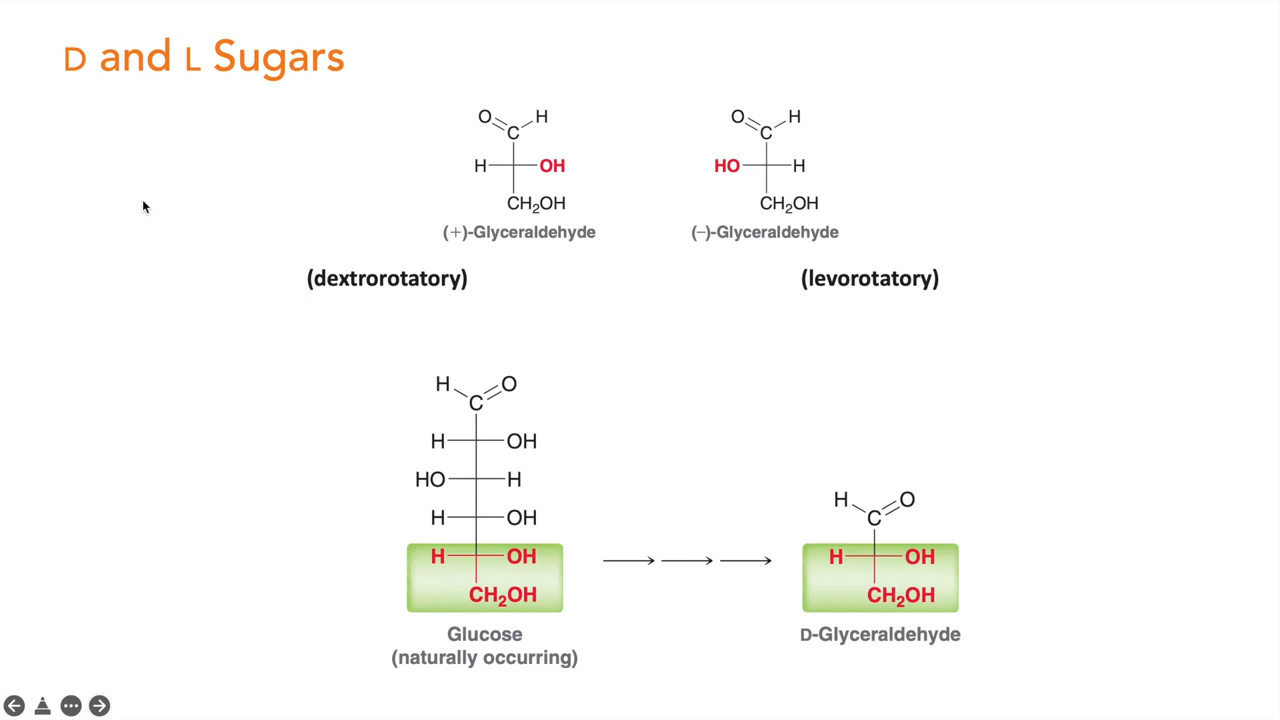 D and L Sugars
O H
C
H OH
CH₂OH
(+)-Glyceraldehyde
O H
C
HO H
CH₂OH
(−)-Glyceraldehyde
(dextrorotatory)
(levorotatory)
H O
C
H OH
HO H
H OH
H OH
CH₂OH
Glucose
(naturally occurring)
H O
C
H OH
CH₂OH
D-Glyceraldehyde